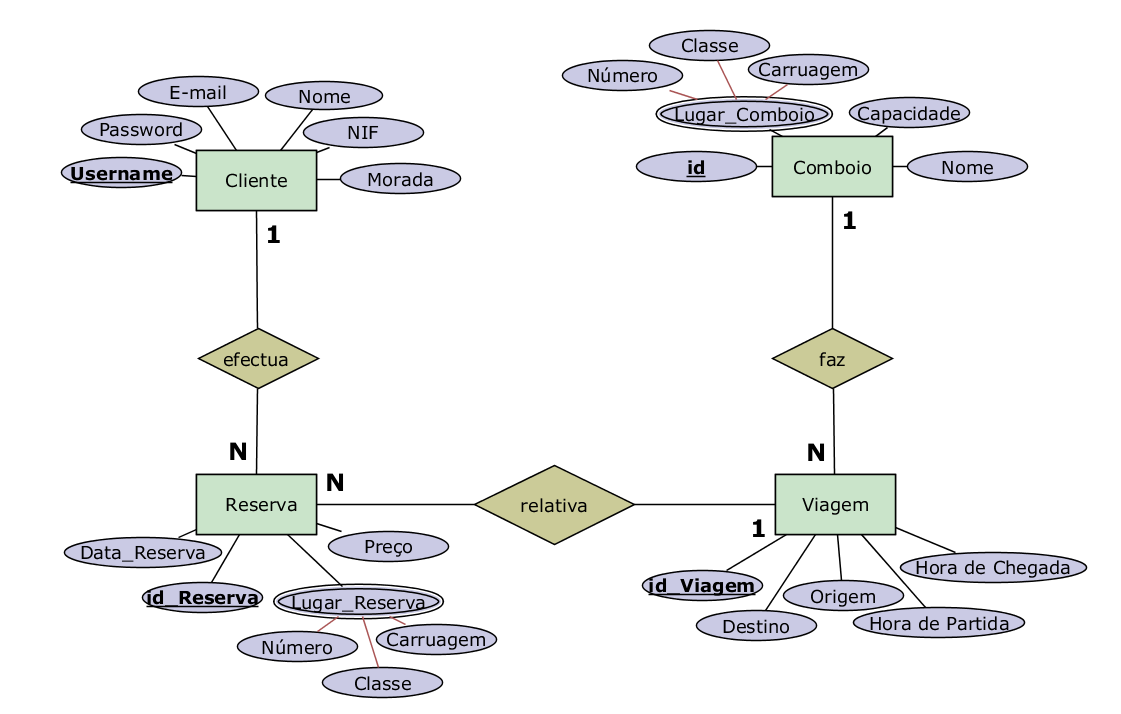 Classe
Número
Carruagem
Lugar_Comboio
Capacidade
id
Comboio
Nome
1
E-mail
Nome
Password
NIF
Username
Cliente
Morada
1
efectua
faz
N
N
N
Reserva
relativa
Viagem
1
Data_Reserva
Preço
id_Reserva
Lugar_Reserva
Número
Carruagem
Classe
Hora de Chegada
id_Viagem
Origem
Destino
Hora de Partida